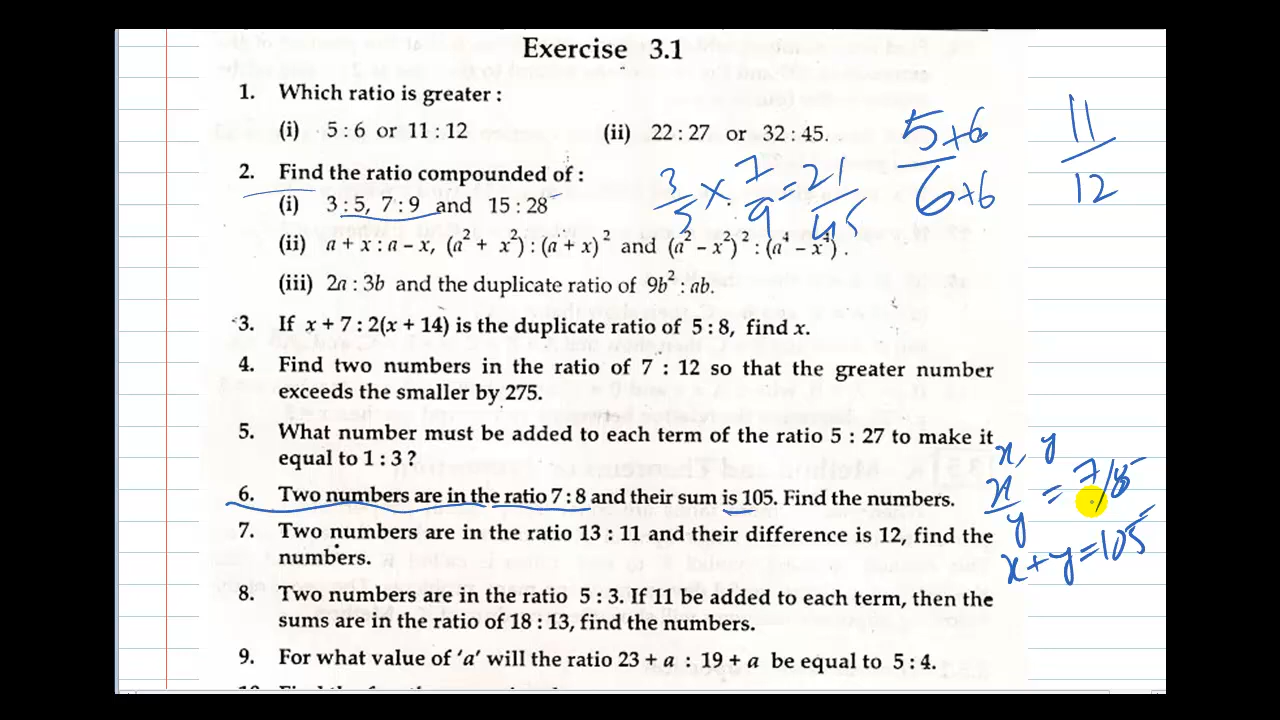 Exercise 3.1
1. Which ratio is greater :
(i) 5 : 6 or 11 : 12 (ii) 22 : 27 or 32 : 45.
5+6 / 6+6
11 / 12
2. Find the ratio compounded of :
3/5 × 7/9 = 21/45
(i) 3 : 5, 7 : 9 and 15 : 28
(ii) a + x : a – x, (a² + x²) : (a + x)² and (a² – x²)² : (a⁴ – x⁴).
(iii) 2a : 3b and the duplicate ratio of 9b² : ab.
3. If x + 7 : 2(x + 14) is the duplicate ratio of 5 : 8, find x.
4. Find two numbers in the ratio of 7 : 12 so that the greater number
exceeds the smaller by 275.
5. What number must be added to each term of the ratio 5 : 27 to make it
equal to 1 : 3 ?
x, y
6. Two numbers are in the ratio 7 : 8 and their sum is 105. Find the numbers.
x/y = 7/8
7. Two numbers are in the ratio 13 : 11 and their difference is 12, find the
numbers.
x + y = 105
8. Two numbers are in the ratio 5 : 3. If 11 be added to each term, then the
sums are in the ratio of 18 : 13, find the numbers.
9. For what value of 'a' will the ratio 23 + a : 19 + a be equal to 5 : 4.